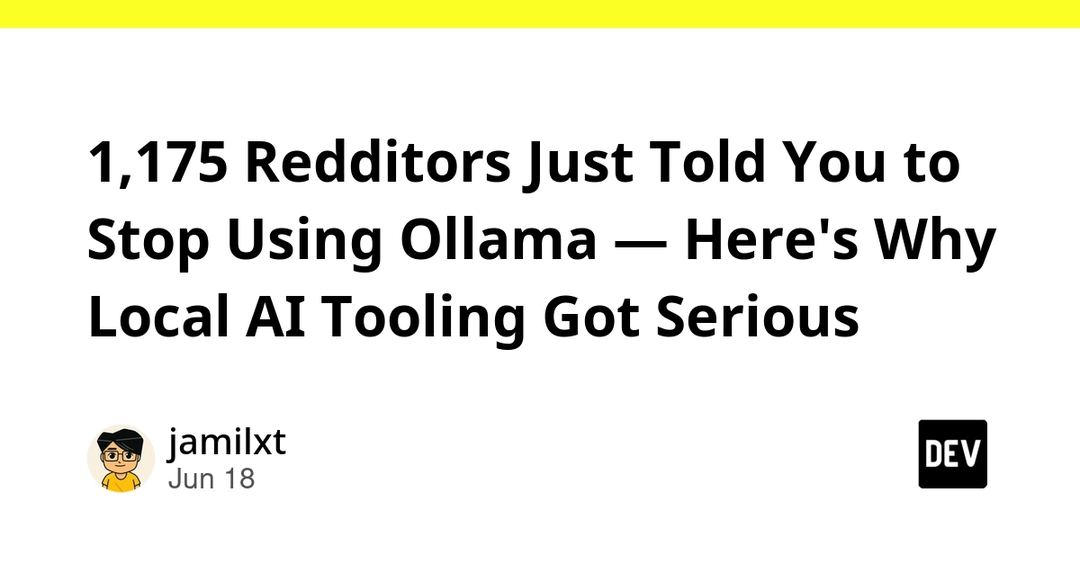 1,175 Redditors Just Told You to
Stop Using Ollama — Here's Why
Local AI Tooling Got Serious
jamilxt
Jun 18
DEV